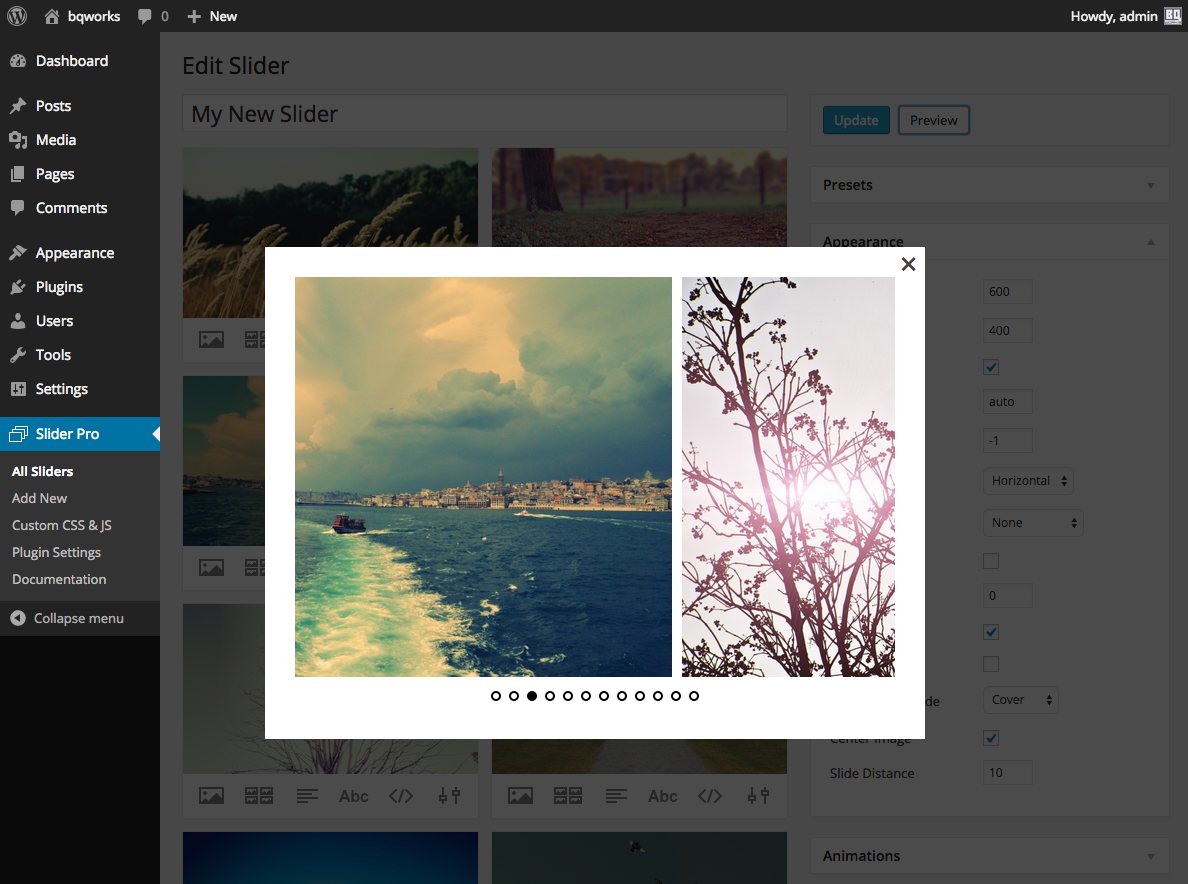 bqworks 0 New Howdy, admin BQ
Dashboard
Posts
Media
Pages
Comments
Appearance
Plugins
Users
Tools
Settings
Slider Pro
All Sliders
Add New
Custom CSS & JS
Plugin Settings
Documentation
Collapse menu
Edit Slider
My New Slider
Abc
Abc
Update Preview
Presets
Appearance
600
400
auto
-1
Horizontal
None
0
de Cover
Center Image
Slide Distance 10
Animations